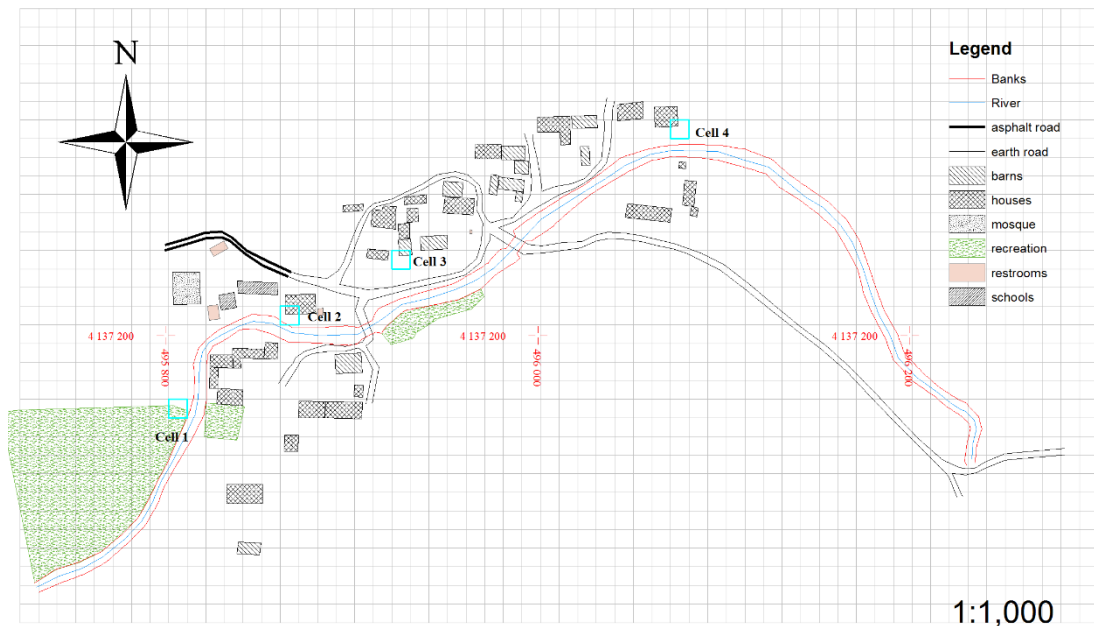 N
Legend
Banks
River
asphalt road
earth road
barns
houses
mosque
recreation
restrooms
schools
Cell 4
Cell 3
Cell 2
4 137 200
4 137 200
4 137 200
495 800
496 000
496 200
Cell 1
1:1,000